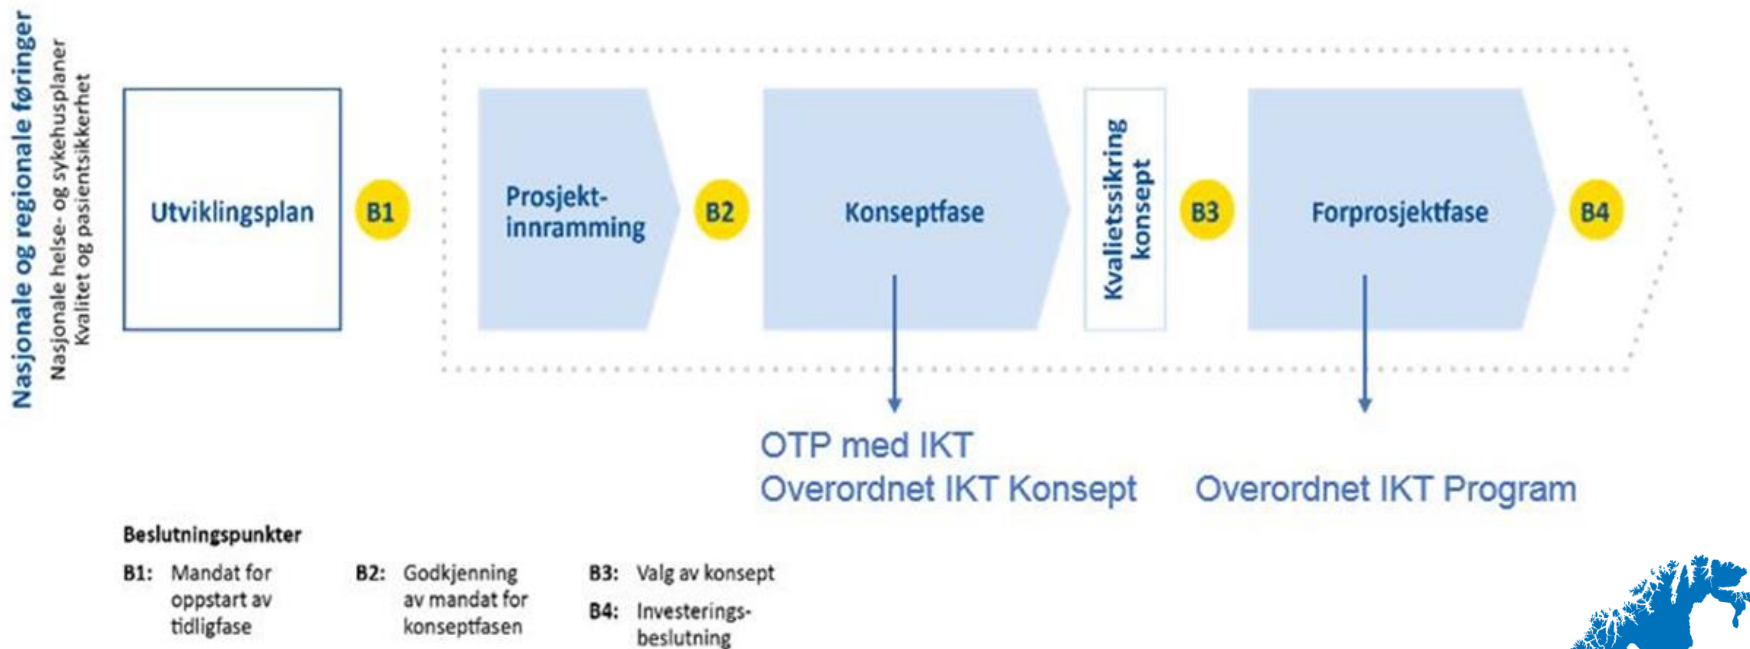 Nasjonale og regionale føringer
Nasjonale helse- og sykehusplaner
Kvalitet og pasientsikkerhet
Utviklingsplan
B1
Prosjekt-
innramming
B2
Konseptfase
Kvalietssikring
konsept
B3
Forprosjektfase
B4
OTP med IKT
Overordnet IKT Konsept
Overordnet IKT Program
Beslutningspunkter
B1: Mandat for
oppstart av
tidligfase
B2: Godkjenning
av mandat for
konseptfasen
B3: Valg av konsept
B4: Investerings-
beslutning